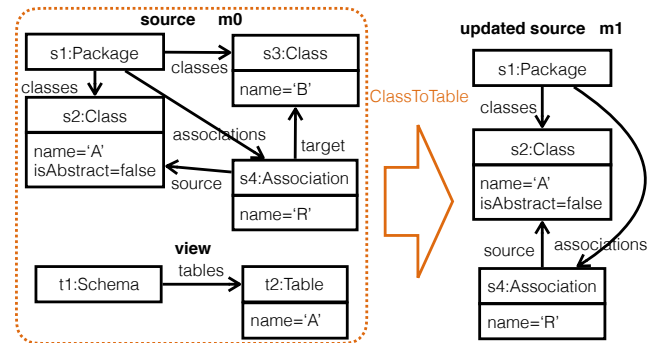 source m0
s1:Package
classes
s3:Class
name='B'
classes
s2:Class
name='A'
isAbstract=false
associations
target
source
s4:Association
name='R'
view
t1:Schema
tables
t2:Table
name='A'
ClassToTable
updated source m1
s1:Package
classes
s2:Class
name='A'
isAbstract=false
source
associations
s4:Association
name='R'